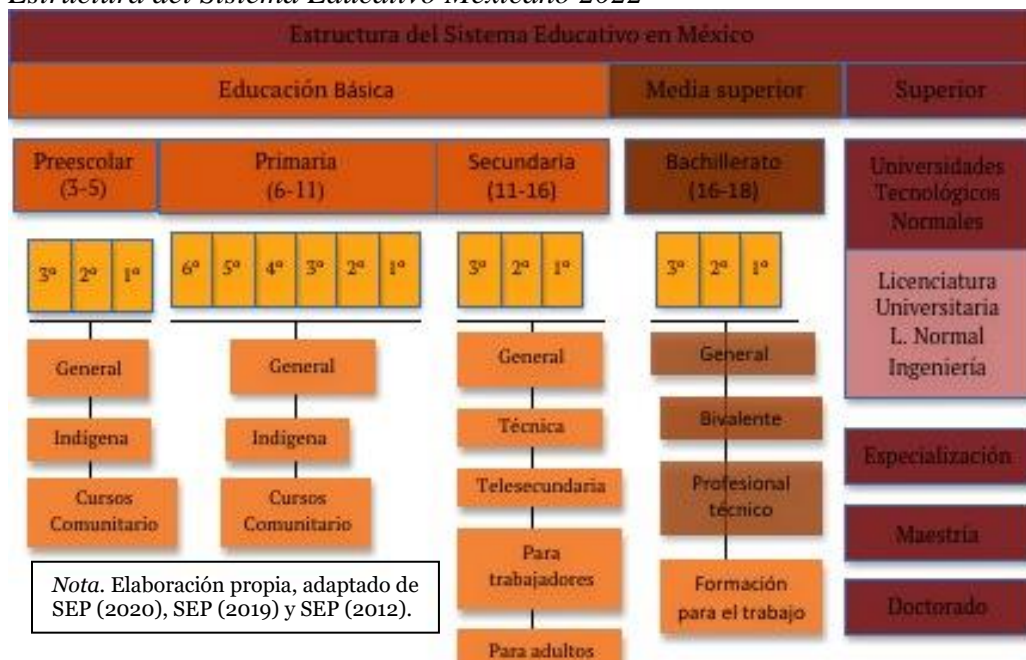 Estructura del Sistema Educativo Mexicano 2022
Estructura del Sistema Educativo en México
Educación Básica
Media superior
Superior
Preescolar
(3-5)
Primaria
(6-11)
Secundaria
(11-16)
Bachillerato
(16-18)
Universidades
Tecnológicos
Normales
3º 2º 1º
6º 5º 4º 3º 2º 1º
3º 2º 1º
3º 2º 1º
Licenciatura
Universitaria
L. Normal
Ingeniería
General
Indígena
Cursos
Comunitario
General
Indígena
Cursos
Comunitario
General
Técnica
Telesecundaria
Para
trabajadores
Para adultos
General
Bivalente
Profesional
técnico
Formación
para el trabajo
Especialización
Maestría
Doctorado
Nota. Elaboración propia, adaptado de
SEP (2020), SEP (2019) y SEP (2012).